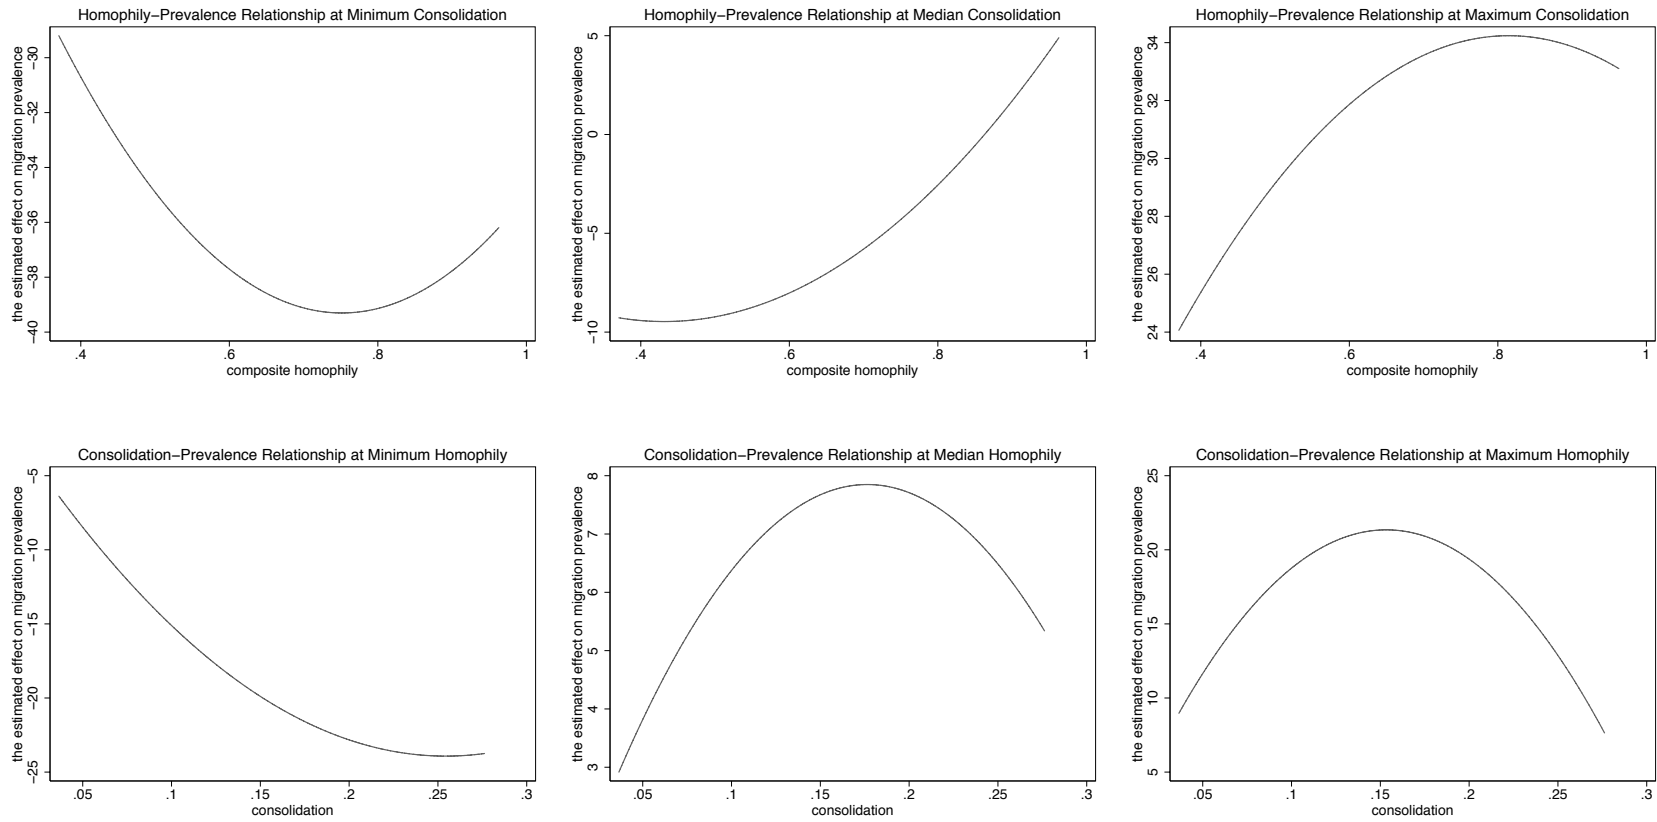 Homophily−Prevalence Relationship at Minimum Consolidation
the estimated effect on migration prevalence
−30
−32
−34
−36
−38
−40
.4 .6 .8 1
composite homophily
Homophily−Prevalence Relationship at Median Consolidation
the estimated effect on migration prevalence
5
0
−5
−10
.4 .6 .8 1
composite homophily
Homophily−Prevalence Relationship at Maximum Consolidation
the estimated effect on migration prevalence
34
32
30
28
26
24
.4 .6 .8 1
composite homophily
Consolidation−Prevalence Relationship at Minimum Homophily
the estimated effect on migration prevalence
−5
−10
−15
−20
−25
.05 .1 .15 .2 .25 .3
consolidation
Consolidation−Prevalence Relationship at Median Homophily
the estimated effect on migration prevalence
8
7
6
5
4
3
.05 .1 .15 .2 .25 .3
consolidation
Consolidation−Prevalence Relationship at Maximum Homophily
the estimated effect on migration prevalence
25
20
15
10
5
.05 .1 .15 .2 .25 .3
consolidation